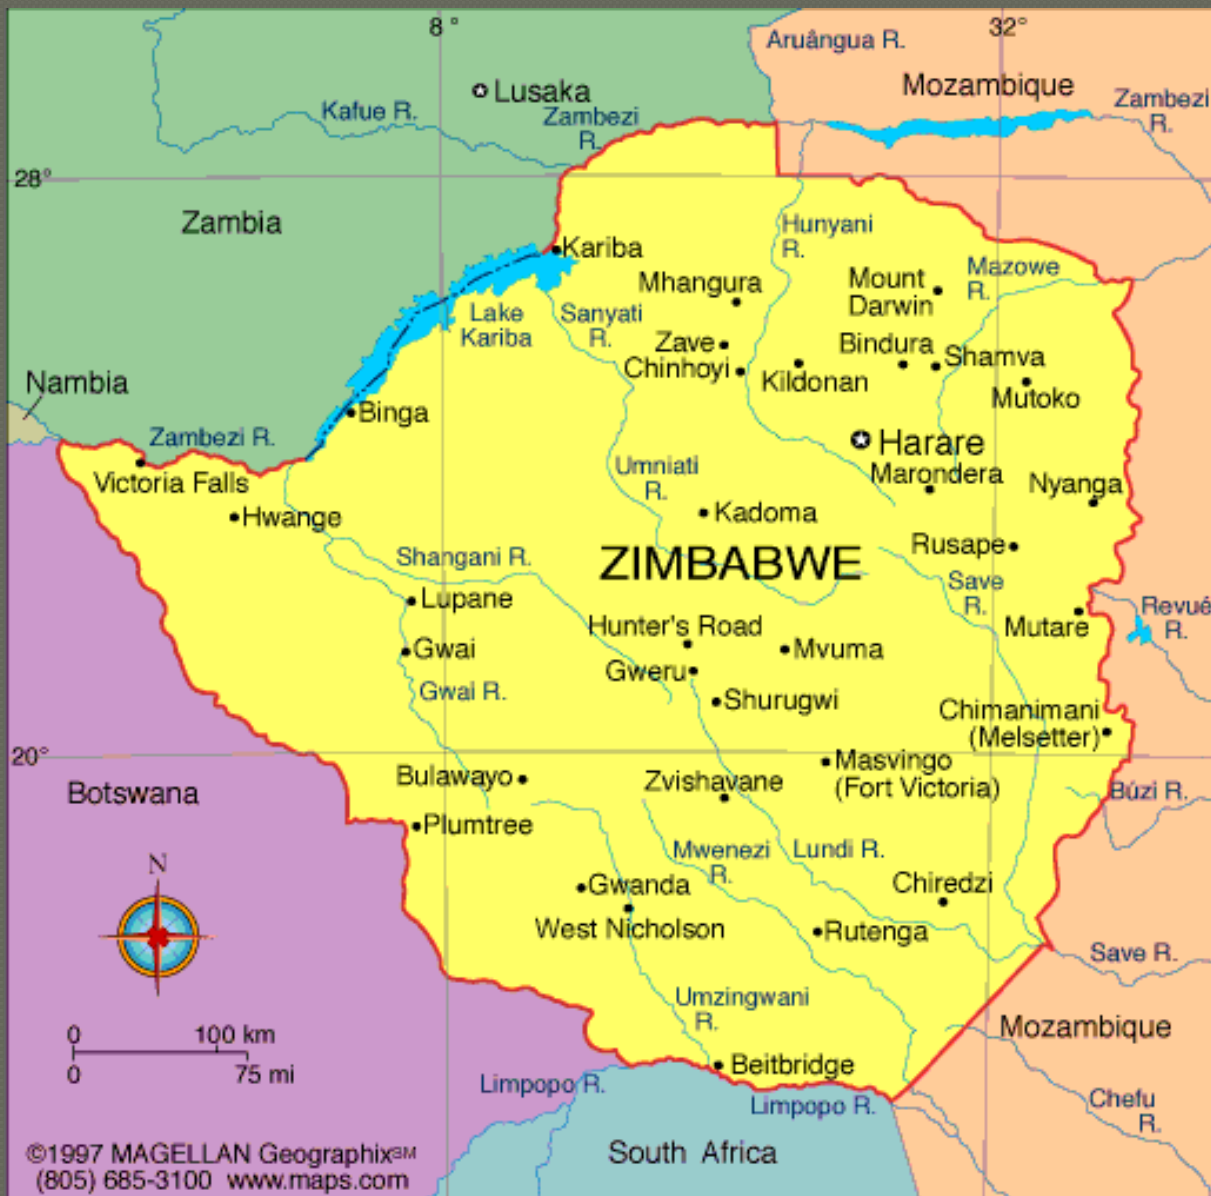 8°
32°
Aruângua R.
Mozambique
Lusaka
Kafue R.
Zambezi
R.
Zambezi
R.
28°
Zambia
Hunyani
R.
Kariba
Mazowe
R.
Mhangura
Mount
Darwin
Lake
Kariba
Sanyati
R.
Zave
Bindura
Shamva
Chinhoyi
Kildonan
Nambia
Mutoko
Binga
Zambezi R.
Harare
Victoria Falls
Umniati
R.
Marondera
Nyanga
Hwange
Kadoma
Shangani R.
ZIMBABWE
Rusape
Save
R.
Lupane
Revué
R.
Hunter's Road
Mutare
Gwai
Mvuma
Gweru
Gwai R.
Shurugwi
Chimanimani
(Melsetter)
20°
Bulawayo
Zvishavane
Masvingo
(Fort Victoria)
Botswana
Búzi R.
Plumtree
Mwenezi
R.
Lundi R.
N
Gwanda
Chiredzi
West Nicholson
Rutenga
Save R.
Umzingwani
R.
Mozambique
0 100 km
0 75 mi
Beitbridge
Limpopo R.
Limpopo R.
Chefu
R.
South Africa
©1997 MAGELLAN Geographix℠
(805) 685-3100 www.maps.com